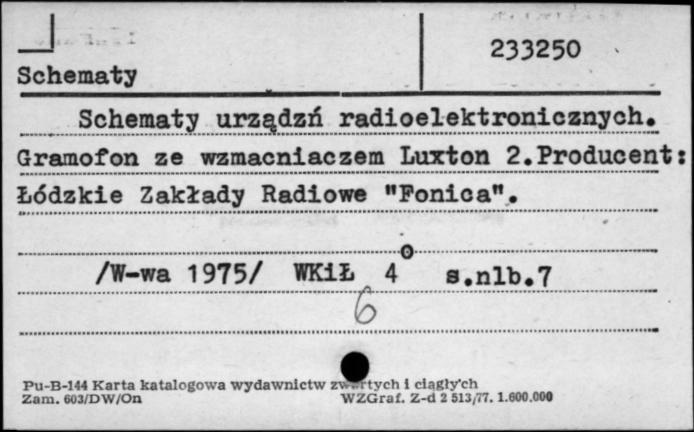 233250
Schematy
Schematy urządzń radioelektronicznych.
Gramofon ze wzmacniaczem Luxton 2.Producent:
Łódzkie Zakłady Radiowe "Fonica".
/W-wa 1975/ WKiŁ 4° s.nlb.7
6
Pu-B-144 Karta katalogowa wydawnictw zwartych i ciągłych
Zam. 603/DW/On WZGraf. Z-d 2 513/77. 1.600.000